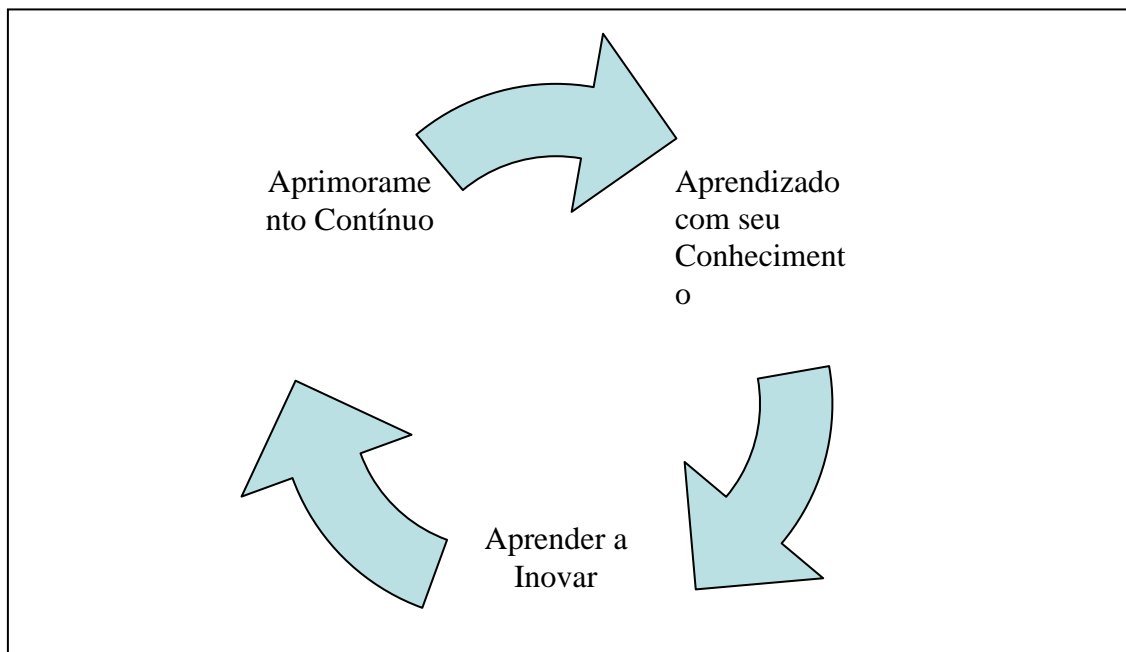 Aprimorame
nto Contínuo
Aprendizado
com seu
Conheciment
o
Aprender a
Inovar